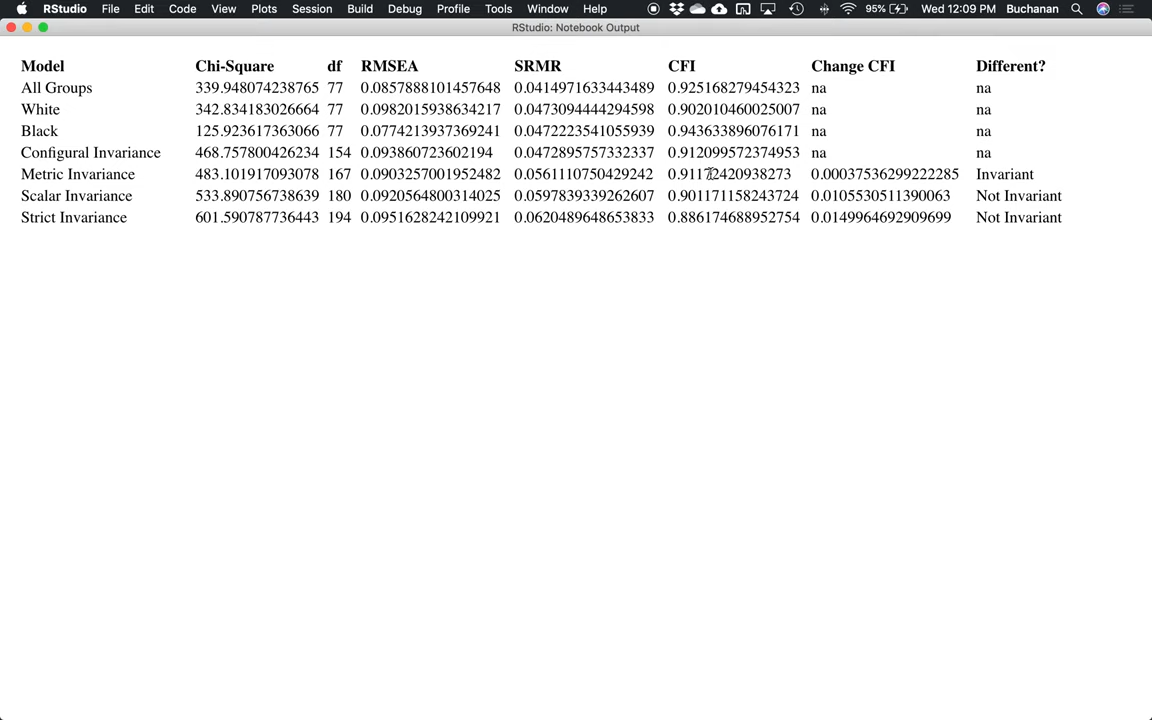 RStudio File Edit Code View Plots Session Build Debug Profile Tools Window Help 95% Wed 12:09 PM Buchanan
RStudio: Notebook Output
Model Chi-Square df RMSEA SRMR CFI Change CFI Different?
All Groups 339.948074238765 77 0.0857888101457648 0.0414971633443489 0.925168279454323 na na
White 342.834183026664 77 0.0982015938634217 0.0473094444294598 0.902010460025007 na na
Black 125.923617363066 77 0.0774213937369241 0.0472223541055939 0.943633896076171 na na
Configural Invariance 468.757800426234 154 0.093860723602194 0.0472895757332337 0.912099572374953 na na
Metric Invariance 483.101917093078 167 0.0903257001952482 0.0561110750429242 0.00037536299222285 Invariant
Scalar Invariance 533.890756738639 180 0.0920564800314025 0.0597839339262607 0.901171158243724 0.0105530511390063 Not Invariant
Strict Invariance 601.590787736443 194 0.0951628242109921 0.0620489648653833 0.886174688952754 0.0149964692909699 Not Invariant